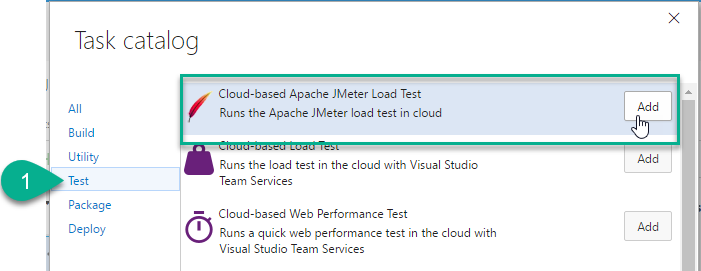 Task catalog
All
Build
Utility
Test
Package
Deploy
1
Cloud-based Apache JMeter Load Test
Runs the Apache JMeter load test in cloud
Add
Cloud-based Load Test
Runs the load test in the cloud with Visual Studio
Team Services
Add
Cloud-based Web Performance Test
Runs a quick web performance test in the cloud with
Visual Studio Team Services
Add